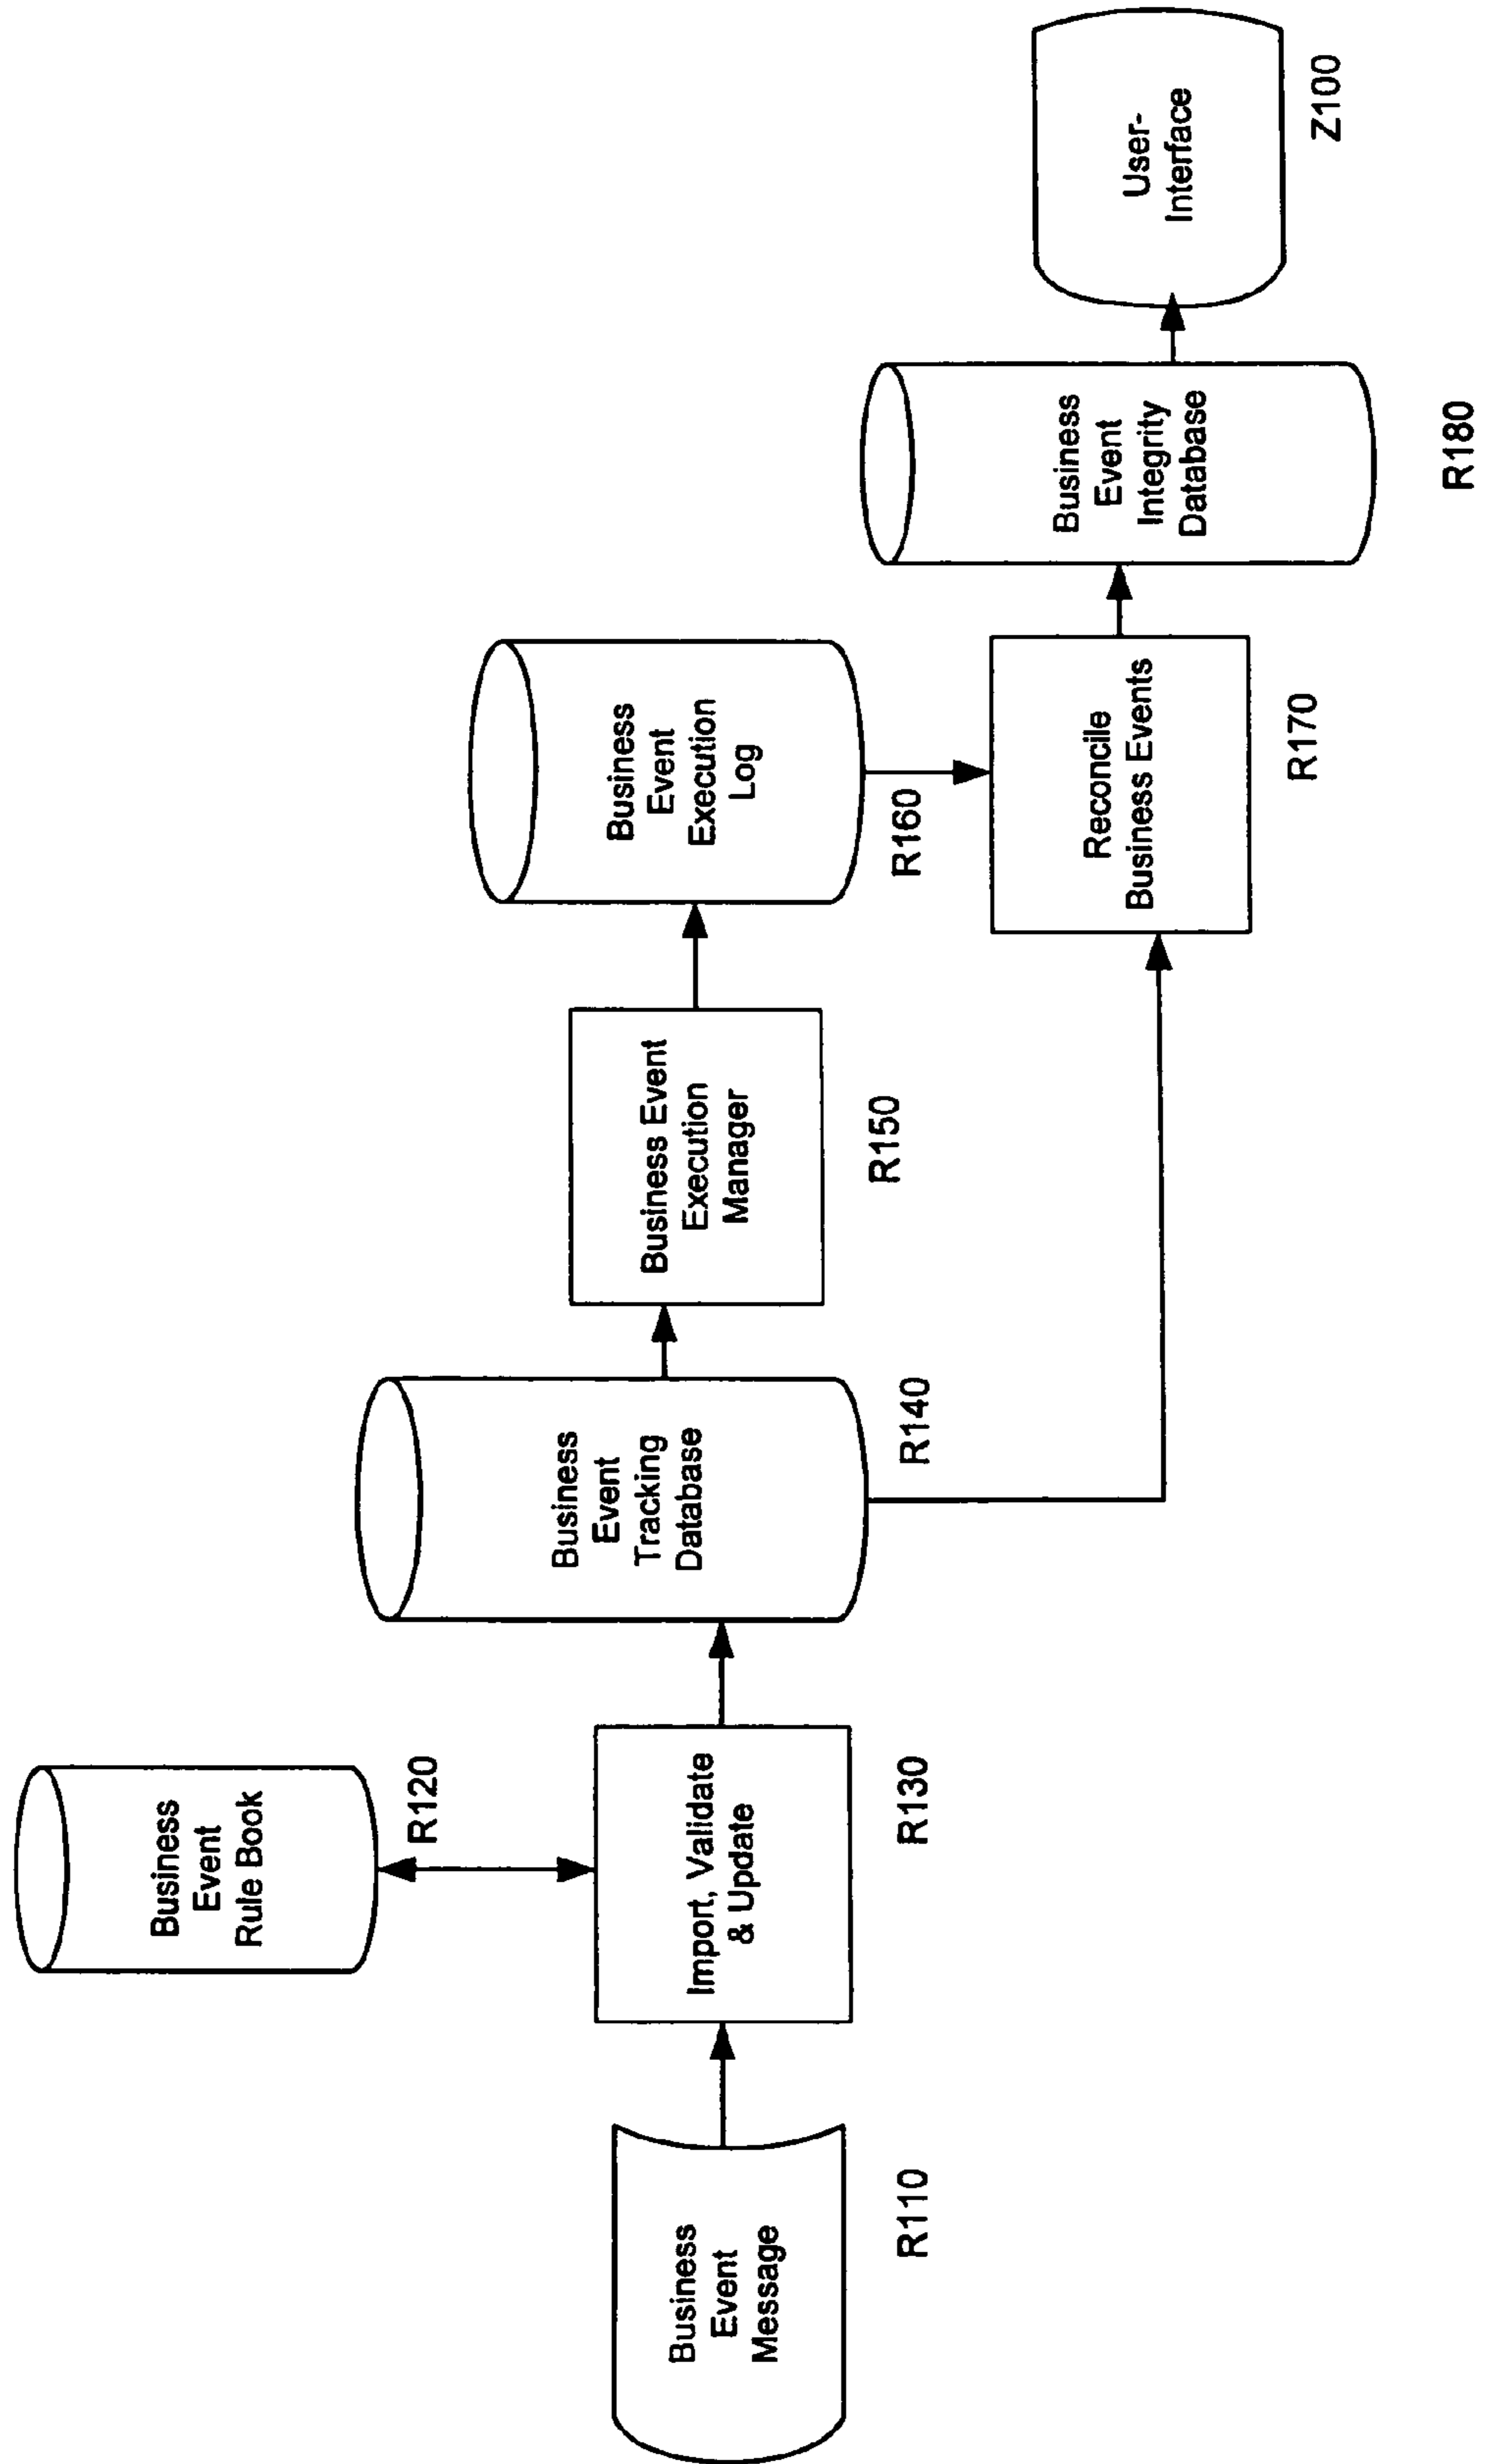 Business
Event
Message
R110
Business
Event
Rule Book
R120
Import, Validate
& Update
R130
Business
Event
Tracking
Database
R140
Business Event
Execution
Manager
R150
Business
Event
Execution
Log
R160
Reconcile
Business Events
R170
Business
Event
Integrity
Database
R180
User-
Interface
Z100